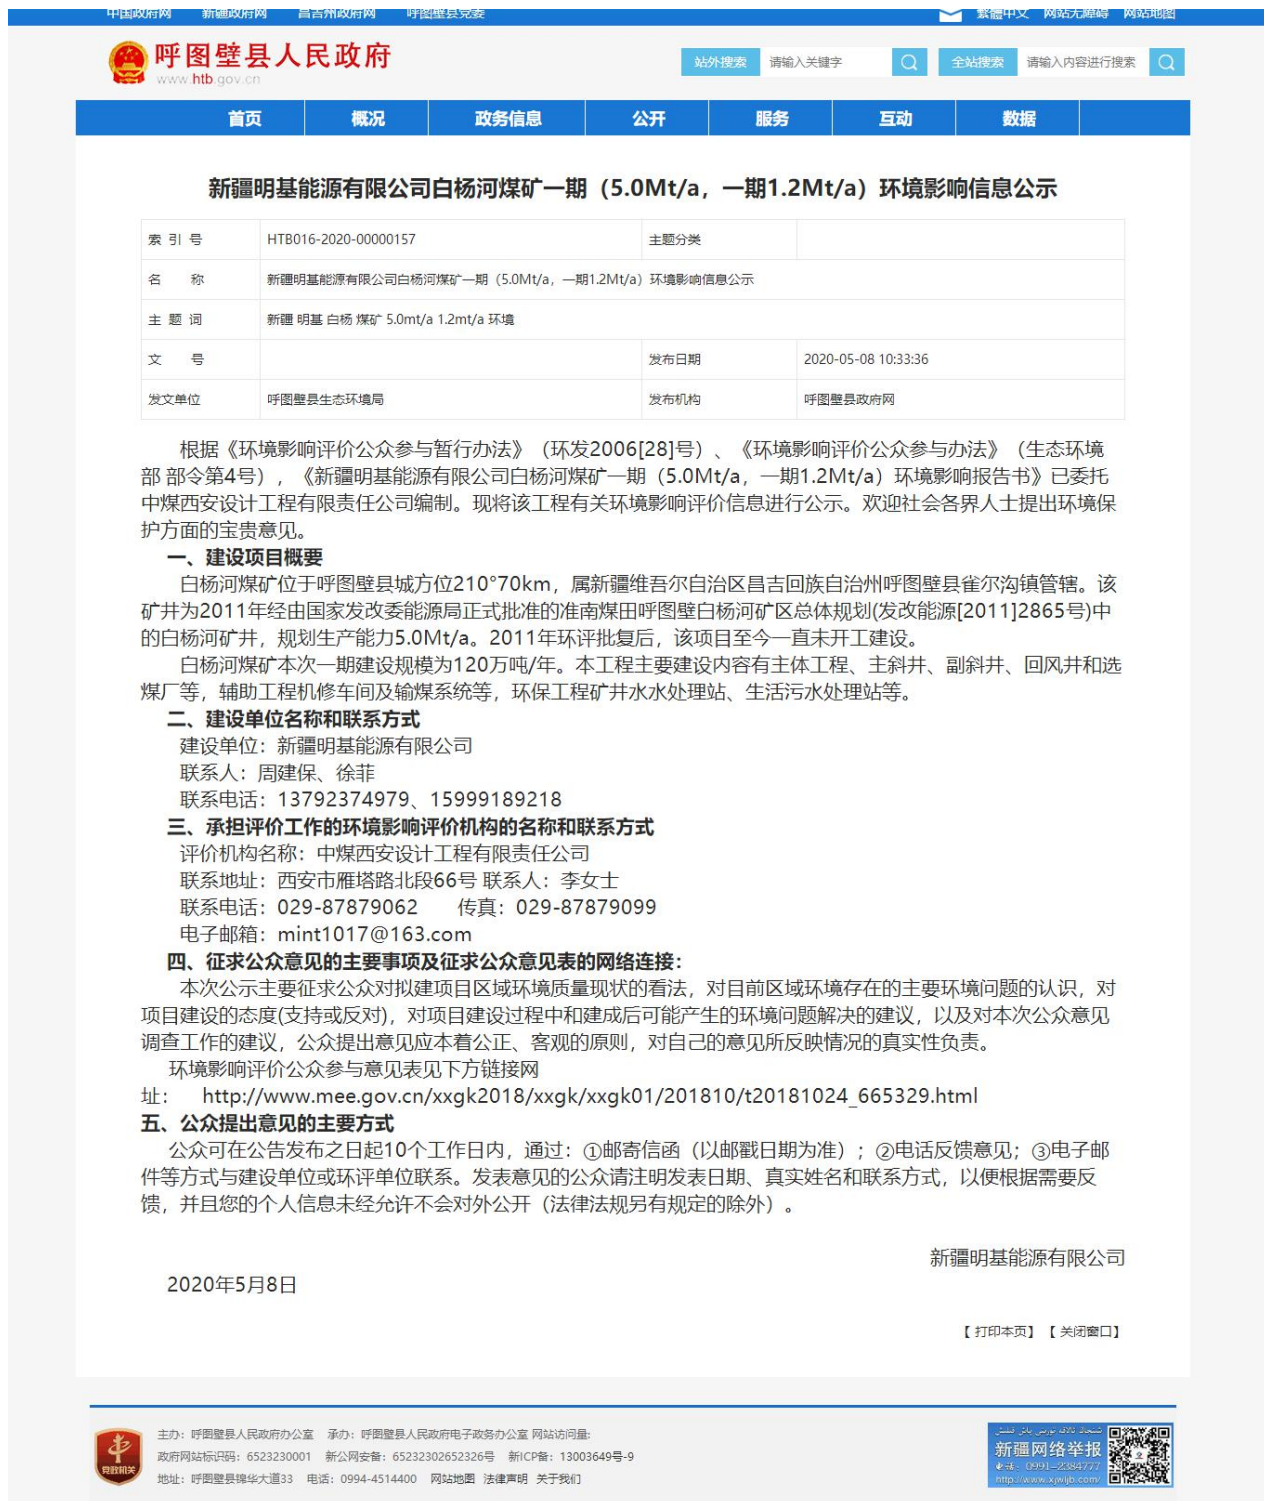 中国政府网 新疆政府网 昌吉州政府网 呼图壁县党委 繁體中文 网站无障碍 网站地图
呼图壁县人民政府
www.htb.gov.cn
站外搜索 请输入关键字 全站搜索 请输入内容进行搜索
首页 概况 政务信息 公开 服务 互动 数据
新疆明基能源有限公司白杨河煤矿一期（5.0Mt/a，一期1.2Mt/a）环境影响信息公示
索 引 号 HTB016-2020-00000157 主题分类
名 称 新疆明基能源有限公司白杨河煤矿一期（5.0Mt/a，一期1.2Mt/a）环境影响信息公示
主 题 词 新疆 明基 白杨 煤矿 5.0mt/a 1.2mt/a 环境
文 号 发布日期 2020-05-08 10:33:36
发文单位 呼图壁县生态环境局 发布机构 呼图壁县政府网
根据《环境影响评价公众参与暂行办法》（环发2006[28]号）、《环境影响评价公众参与办法》（生态环境
部 部令第4号），《新疆明基能源有限公司白杨河煤矿一期（5.0Mt/a，一期1.2Mt/a）环境影响报告书》已委托
中煤西安设计工程有限责任公司编制。现将该工程有关环境影响评价信息进行公示。欢迎社会各界人士提出环境保
护方面的宝贵意见。
一、建设项目概要
白杨河煤矿位于呼图壁县城方位210°70km，属新疆维吾尔自治区昌吉回族自治州呼图壁县雀尔沟镇管辖。该
矿井为2011年经由国家发改委能源局正式批准的准南煤田呼图壁白杨河矿区总体规划(发改能源[2011]2865号)中
的白杨河矿井，规划生产能力5.0Mt/a。2011年环评批复后，该项目至今一直未开工建设。
白杨河煤矿本次一期建设规模为120万吨/年。本工程主要建设内容有主体工程、主斜井、副斜井、回风井和选
煤厂等，辅助工程机修车间及输煤系统等，环保工程矿井水水处理站、生活污水处理站等。
二、建设单位名称和联系方式
建设单位：新疆明基能源有限公司
联系人：周建保、徐菲
联系电话：13792374979、15999189218
三、承担评价工作的环境影响评价机构的名称和联系方式
评价机构名称：中煤西安设计工程有限责任公司
联系地址：西安市雁塔路北段66号 联系人：李女士
联系电话：029-87879062 传真：029-87879099
电子邮箱：mint1017@163.com
四、征求公众意见的主要事项及征求公众意见表的网络连接：
本次公示主要征求公众对拟建项目区域环境质量现状的看法，对目前区域环境存在的主要环境问题的认识，对
项目建设的态度(支持或反对)，对项目建设过程中和建成后可能产生的环境问题解决的建议，以及对本次公众意见
调查工作的建议，公众提出意见应本着公正、客观的原则，对自己的意见所反映情况的真实性负责。
环境影响评价公众参与意见表见下方链接网
址： http://www.mee.gov.cn/xxgk2018/xxgk/xxgk01/201810/t20181024_665329.html
五、公众提出意见的主要方式
公众可在公告发布之日起10个工作日内，通过：①邮寄信函（以邮戳日期为准）；②电话反馈意见；③电子邮
件等方式与建设单位或环评单位联系。发表意见的公众请注明发表日期、真实姓名和联系方式，以便根据需要反
馈，并且您的个人信息未经允许不会对外公开（法律法规另有规定的除外）。
新疆明基能源有限公司
2020年5月8日
【 打印本页】 【 关闭窗口】
党政机关
主办：呼图壁县人民政府办公室 承办：呼图壁县人民政府电子政务办公室 网站访问量:
政府网站标识码：6523230001 新公网安备：65232302652326号 新ICP备：13003649号-9
地址：呼图壁县锦华大道33 电话：0994-4514400 网站地图 法律声明 关于我们
新疆网络举报
电话：0991-2384777
http://www.xjwljb.com/